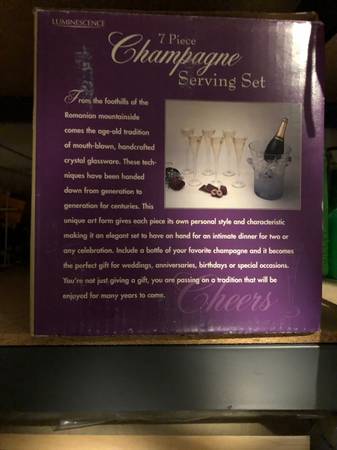 LUMINESCENCE
7 Piece
Champagne
Serving Set
From the foothills of the
Romanian mountainside
comes the age-old tradition
of mouth-blown, handcrafted
crystal glassware. These tech-
niques have been handed
down from generation to
generation for centuries. This
unique art form gives each piece its own personal style and characteristic
making it an elegant set to have on hand for an intimate dinner for two or
any celebration. Include a bottle of your favorite champagne and it becomes
the perfect gift for weddings, anniversaries, birthdays or special occasions.
You're not just giving a gift, you are passing on a tradition that will be
enjoyed for many years to come.
Cheers